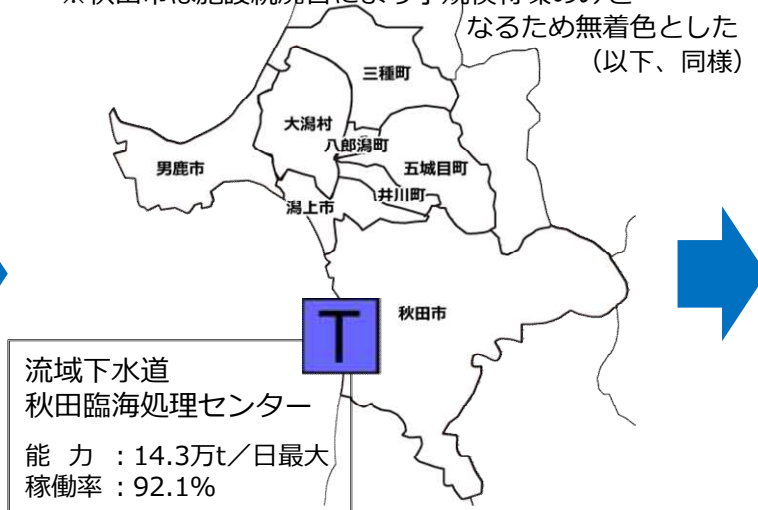 なるため無着色とした
（以下、同様）
三種町
大潟村
八郎潟町
男鹿市
五城目町
井川町
潟上市
秋田市
T
流域下水道
秋田臨海処理センター
能 力 ：14.3万t／日最大
稼働率 ：92.1%